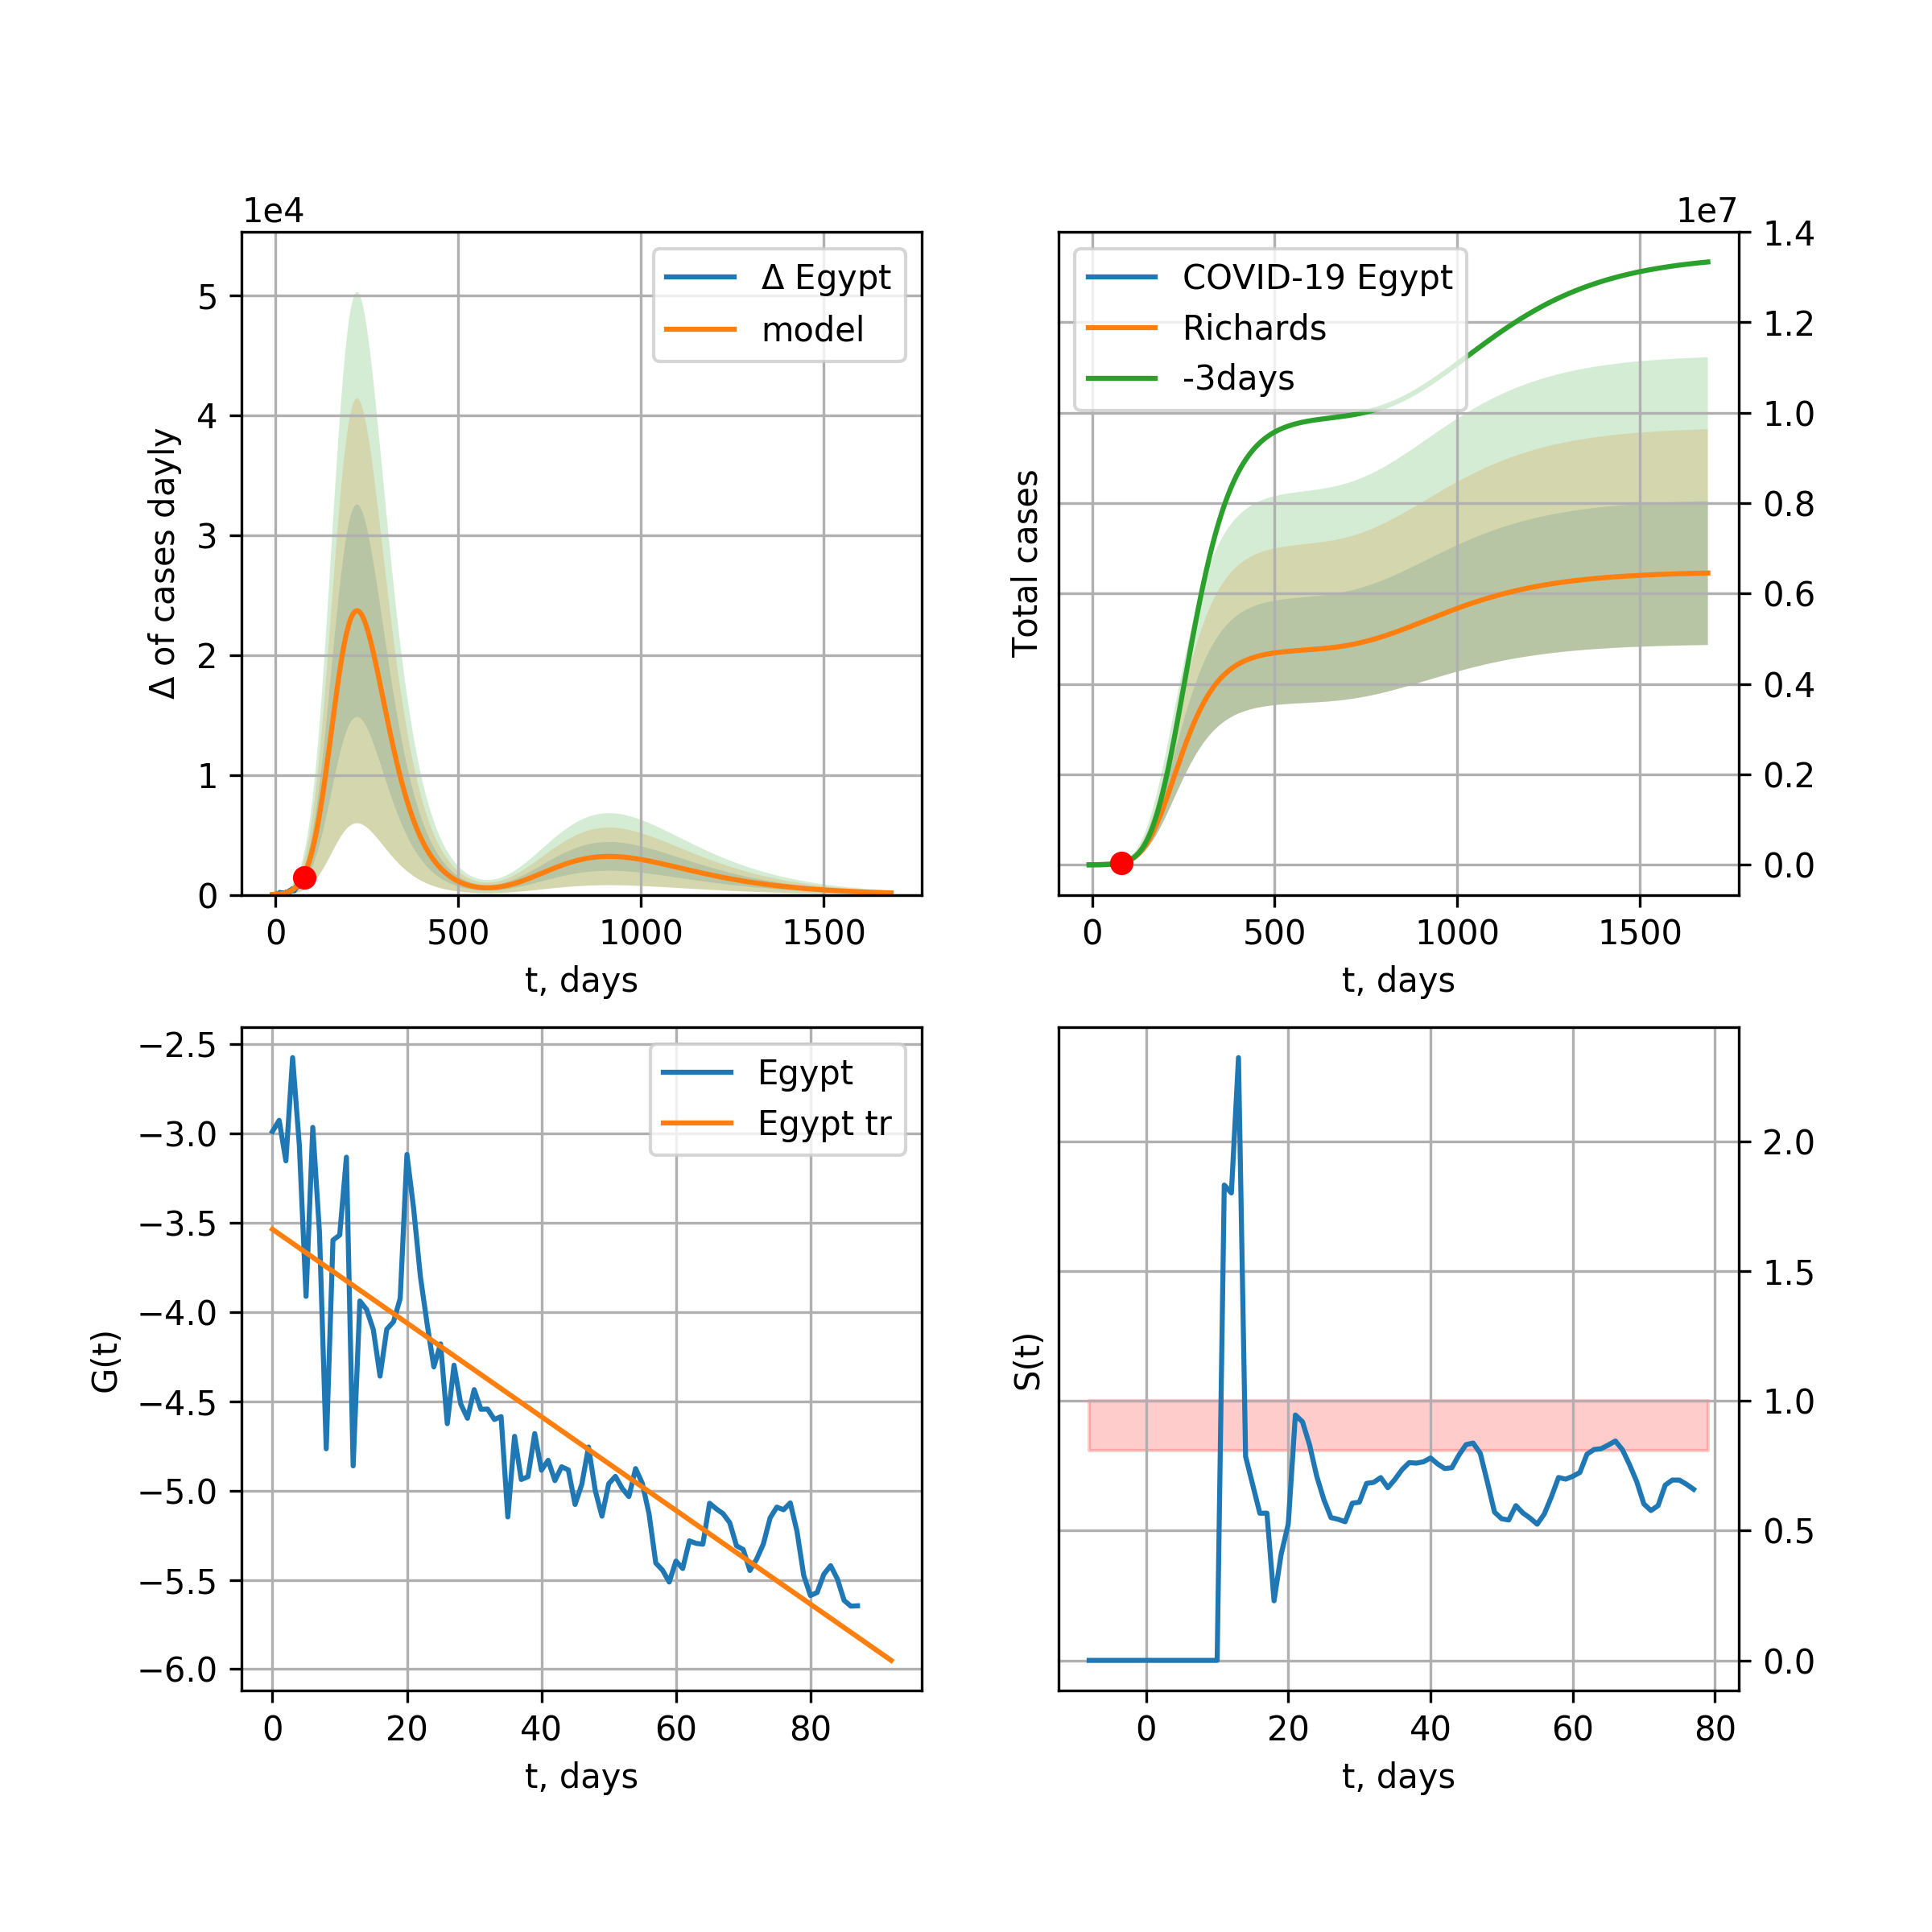 1e4
Δ of cases dayly
5
4
3
2
1
0
0 500 1000 1500
t, days
Δ Egypt
model
1e7
Total cases
1.4
1.2
1.0
0.8
0.6
0.4
0.2
0.0
0 500 1000 1500
t, days
COVID-19 Egypt
Richards
-3days
G(t)
−2.5
−3.0
−3.5
−4.0
−4.5
−5.0
−5.5
−6.0
0 20 40 60 80
t, days
Egypt
Egypt tr
S(t)
2.0
1.5
1.0
0.5
0.0
0 20 40 60 80
t, days